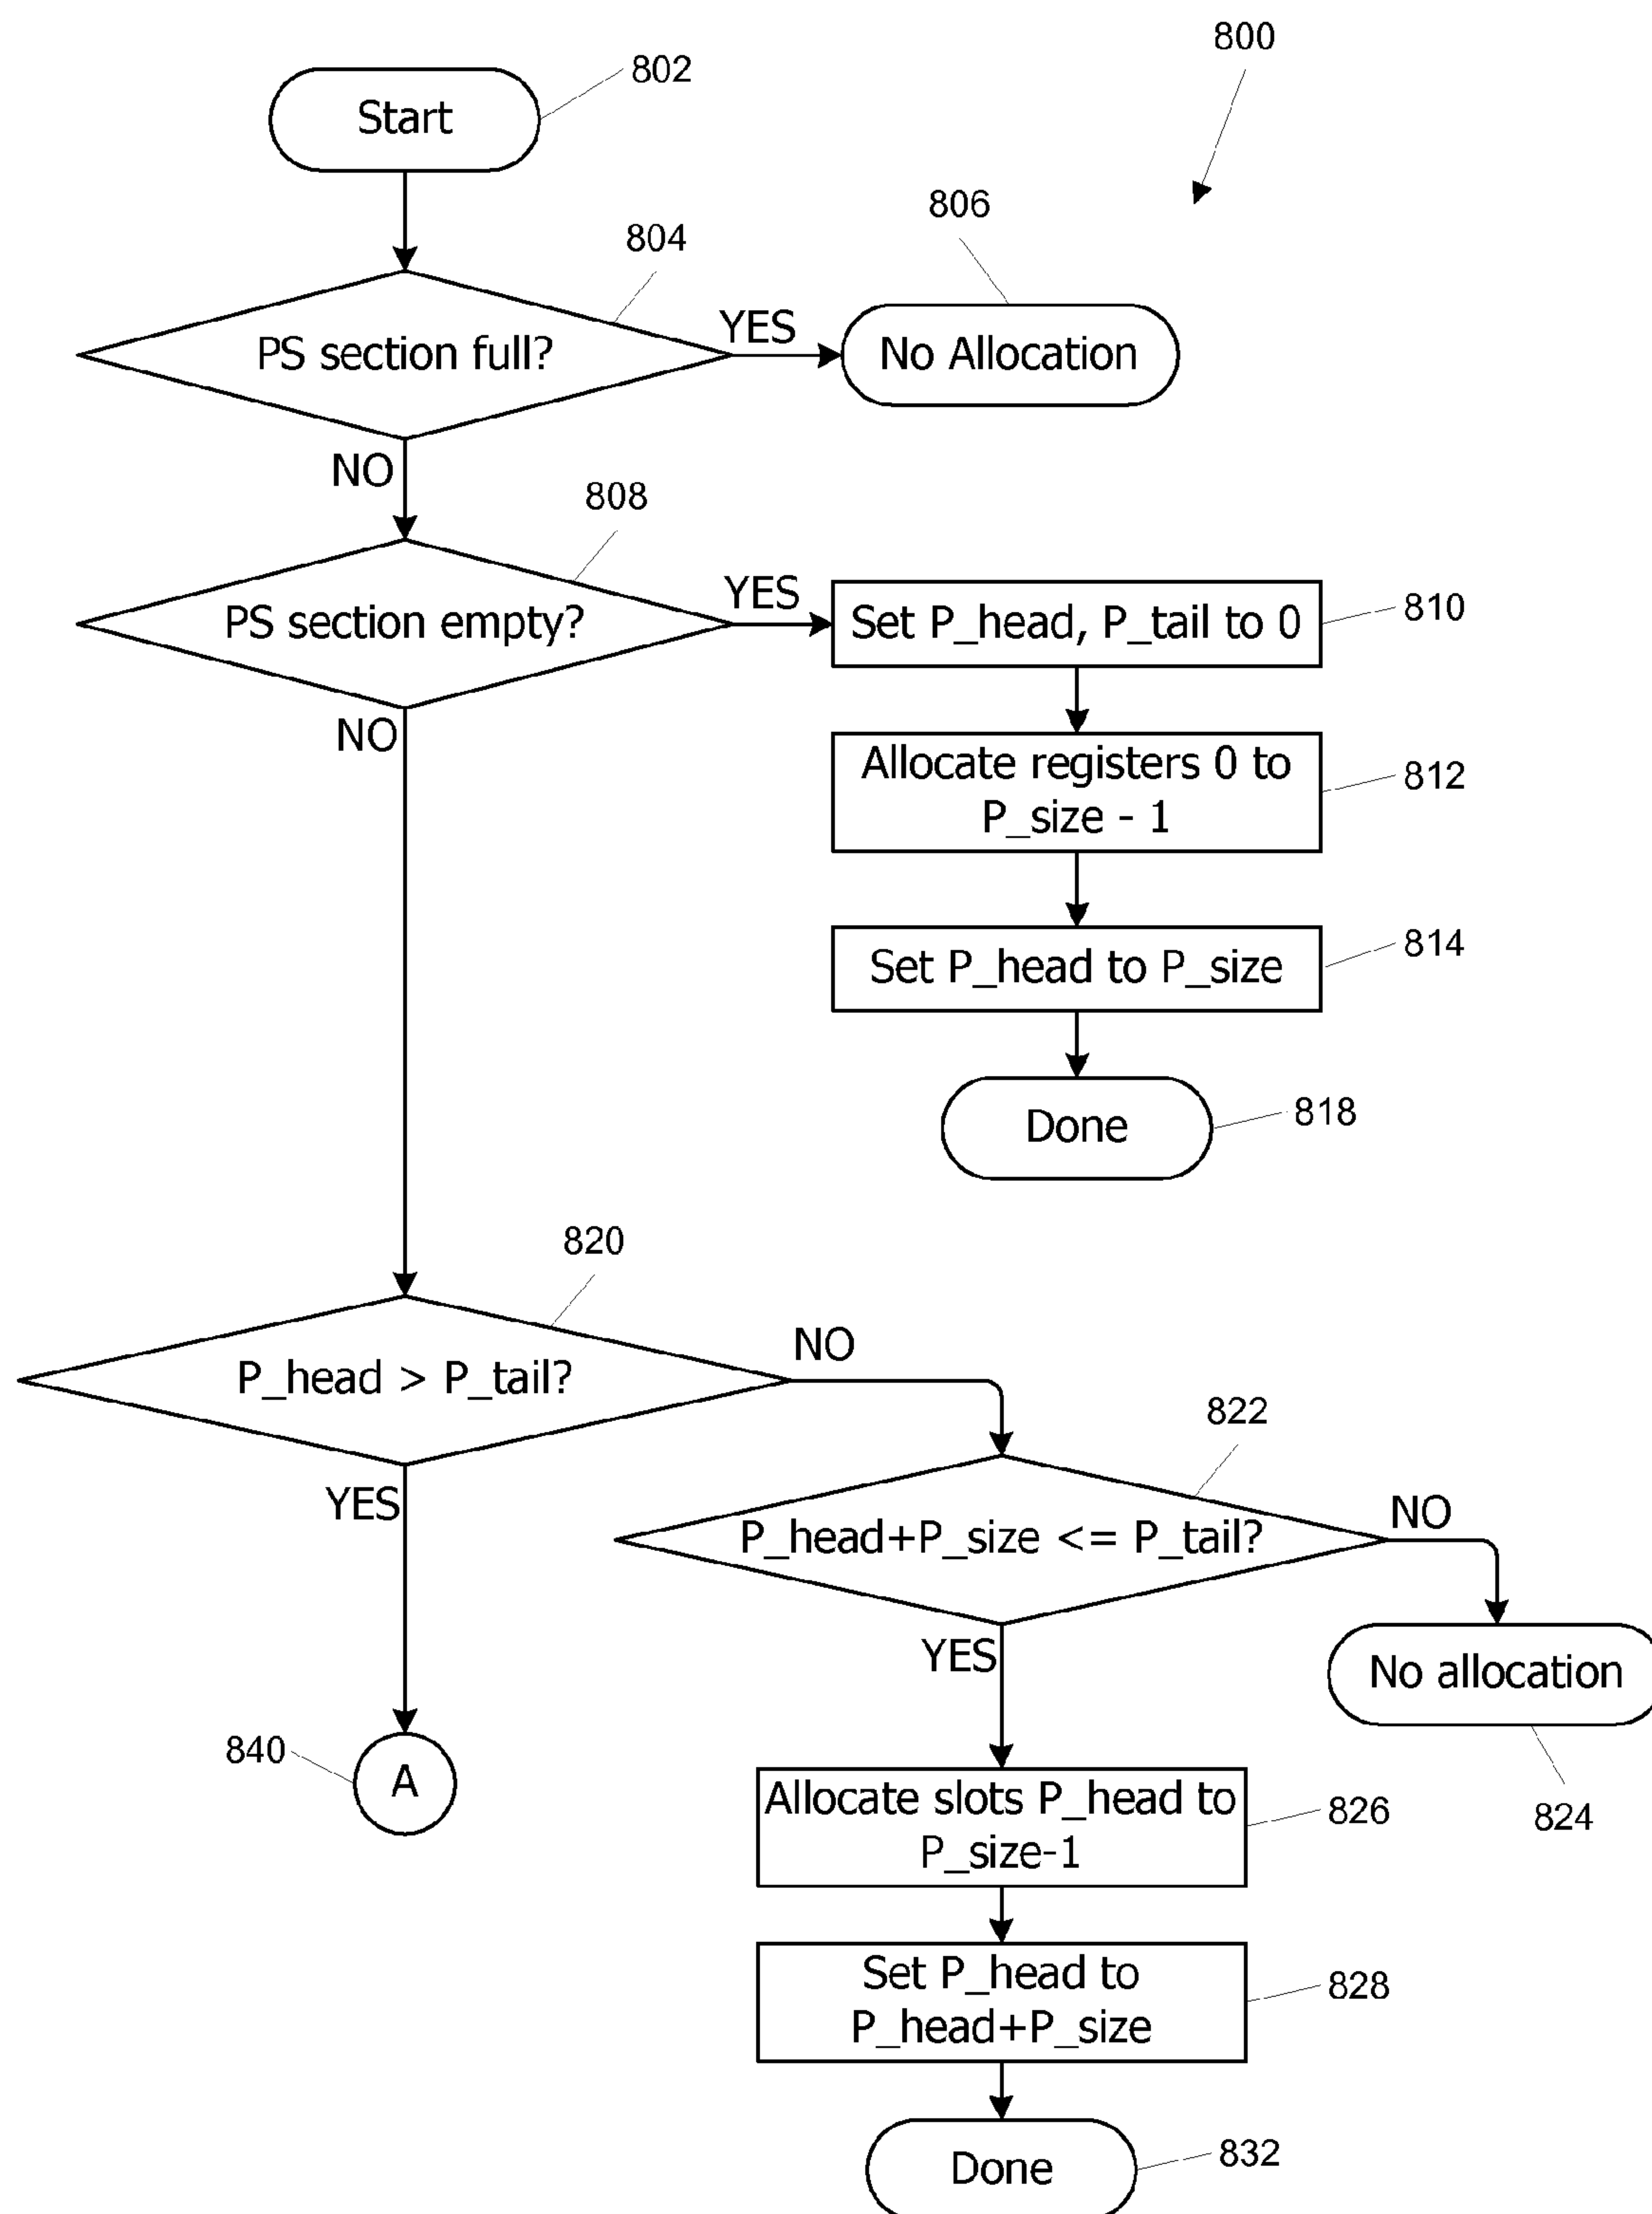 800
802
Start
806
804
YES
PS section full?
No Allocation
NO
808
YES
PS section empty?
Set P_head, P_tail to 0
810
NO
Allocate registers 0 to
P_size - 1
812
Set P_head to P_size
814
Done
818
820
NO
P_head > P_tail?
822
YES
NO
P_head+P_size <= P_tail?
YES
No allocation
824
840
A
Allocate slots P_head to
P_size-1
826
Set P_head to
P_head+P_size
828
Done
832